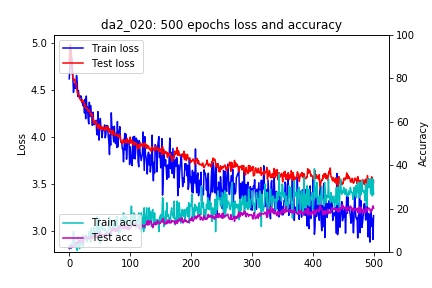 da2_020: 500 epochs loss and accuracy
Train loss
Test loss
Train acc
Test acc
5.0
4.5
4.0
3.5
3.0
Loss
100
80
60
40
20
0
Accuracy
0
100
200
300
400
500